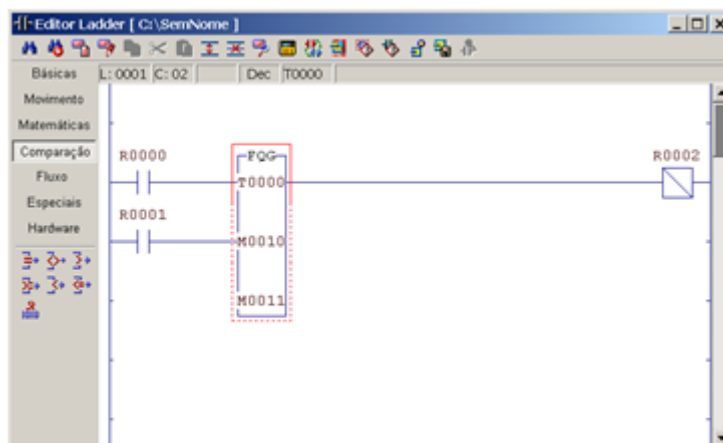 Editor Ladder [ C:\SemNome ]
Básicas
L: 0001 C: 02 Dec T0000
Movimento
Matemáticas
Comparação
Fluxo
Especiais
Hardware
R0000
FQG
R0002
T0000
R0001
M0010
M0011